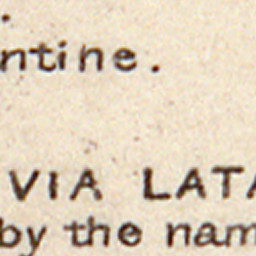 ntine.
VIA LATA
by the nam